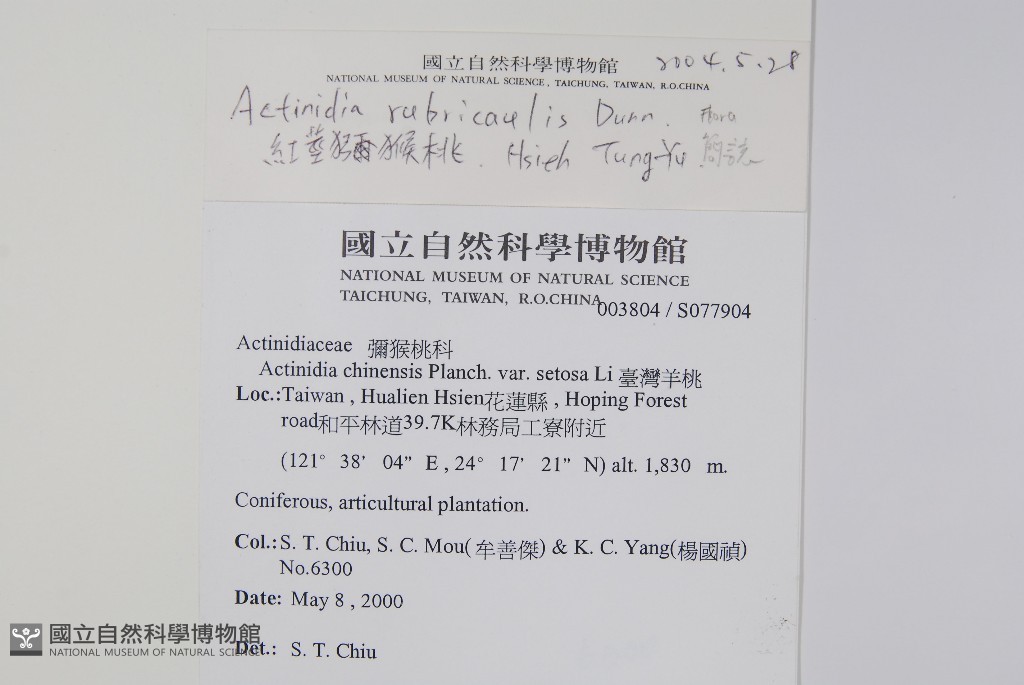 國立自然科學博物館 2004.5.28
NATIONAL MUSEUM OF NATURAL SCIENCE, TAICHUNG, TAIWAN, R.O.CHINA
Actinidia rubricaulis Dunn. Flora
紅莖獼猴桃. Hsieh Tung-Yu
國立自然科學博物館
NATIONAL MUSEUM OF NATURAL SCIENCE
TAICHUNG, TAIWAN, R.O.CHINA
003804 / S077904
Actinidiaceae 獼猴桃科
Actinidia chinensis Planch. var. setosa Li 臺灣羊桃
Loc.:Taiwan , Hualien Hsien花蓮縣 , Hoping Forest
road和平林道39.7K林務局工寮附近
(121° 38’ 04” E , 24° 17’ 21” N) alt. 1,830 m.
Coniferous, articultural plantation.
Col.:S. T. Chiu, S. C. Mou(牟善傑) & K. C. Yang(楊國禎)
No.6300
Date: May 8 , 2000
Det.: S. T. Chiu
國立自然科學博物館
NATIONAL MUSEUM OF NATURAL SCIENCE